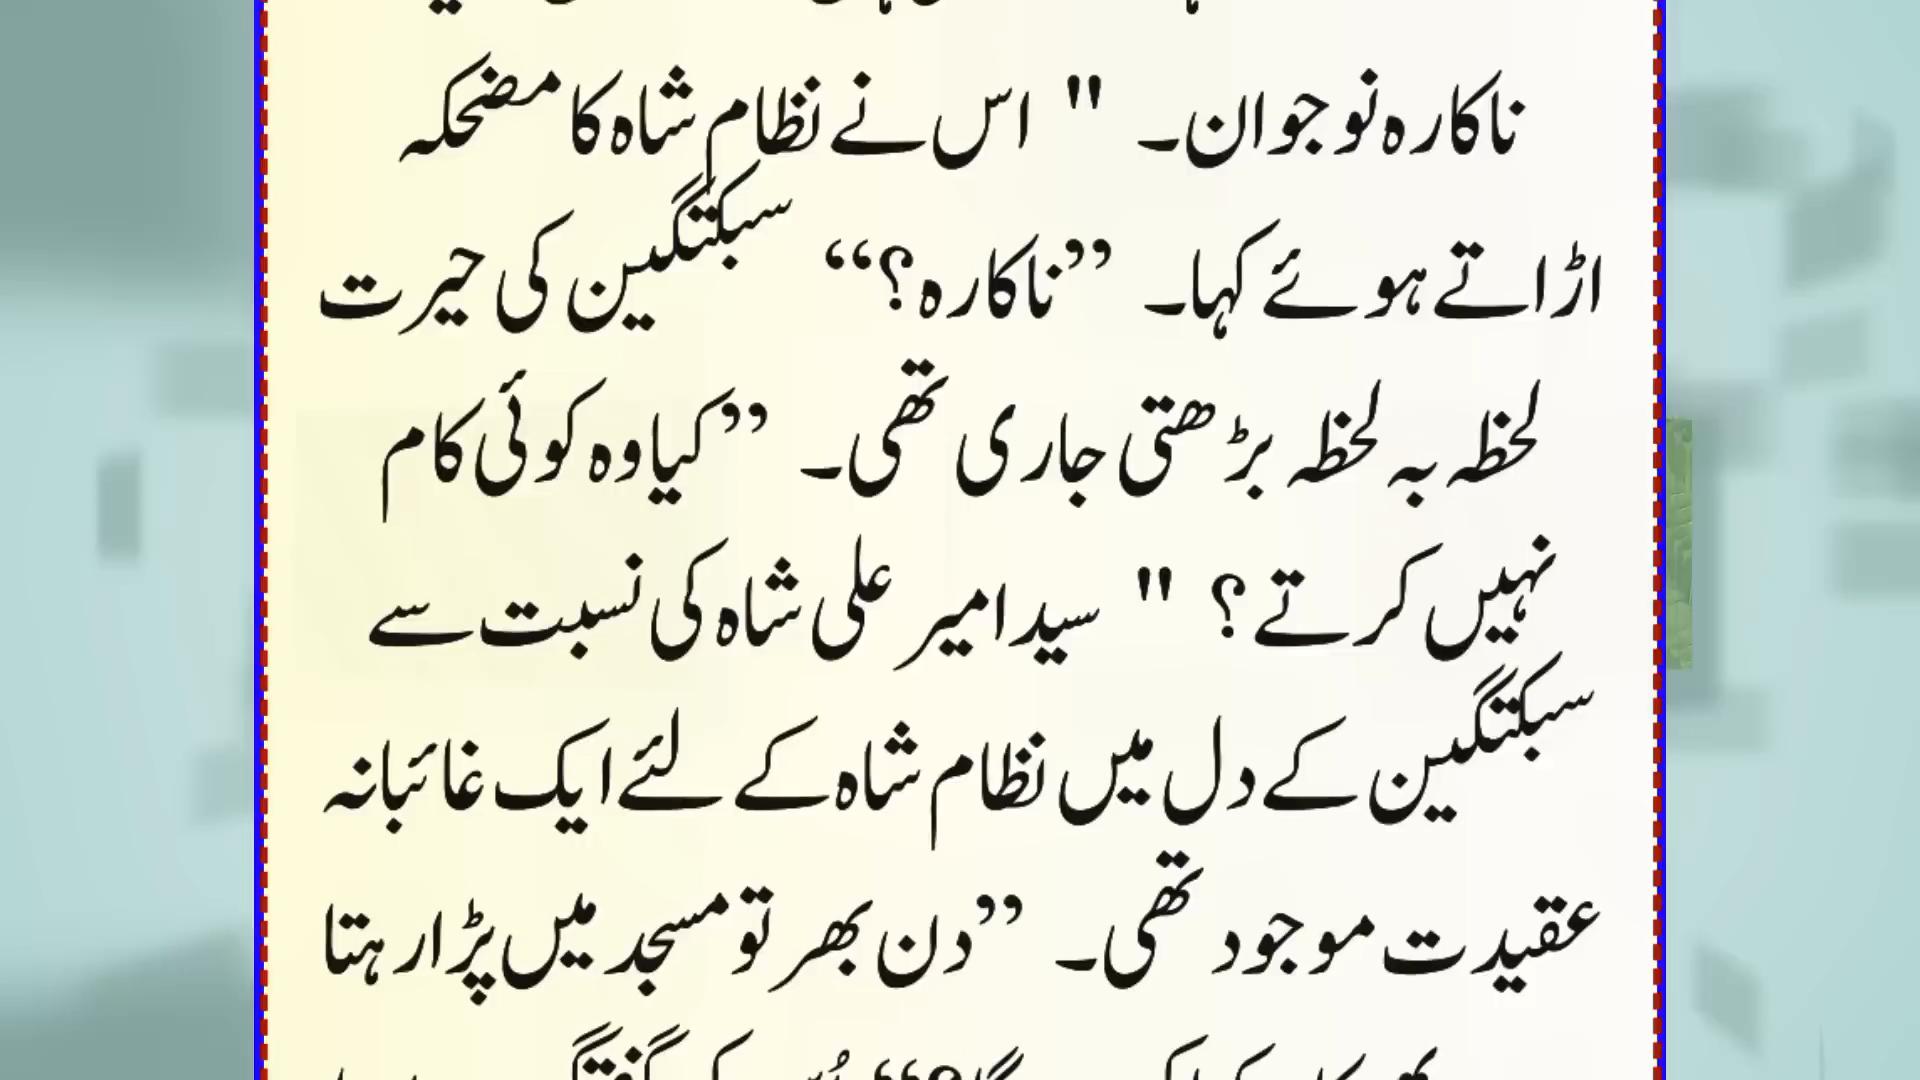 ناکارہ نوجوان۔ " اس نے نظام شاہ کا مضحکہ
اڑاتے ہوئے کہا۔ ”ناکارہ؟“ سبکتگین کی حیرت
لحظہ بہ لحظہ بڑھتی جاری تھی۔ ”کیا وہ کوئی کام
نہیں کرتے؟ " سید امیر علی شاہ کی نسبت سے
سبکتگین کے دل میں نظام شاہ کے لئے ایک غائبانہ
عقیدت موجود تھی۔ ”دن بھر تو مسجد میں پڑا رہتا